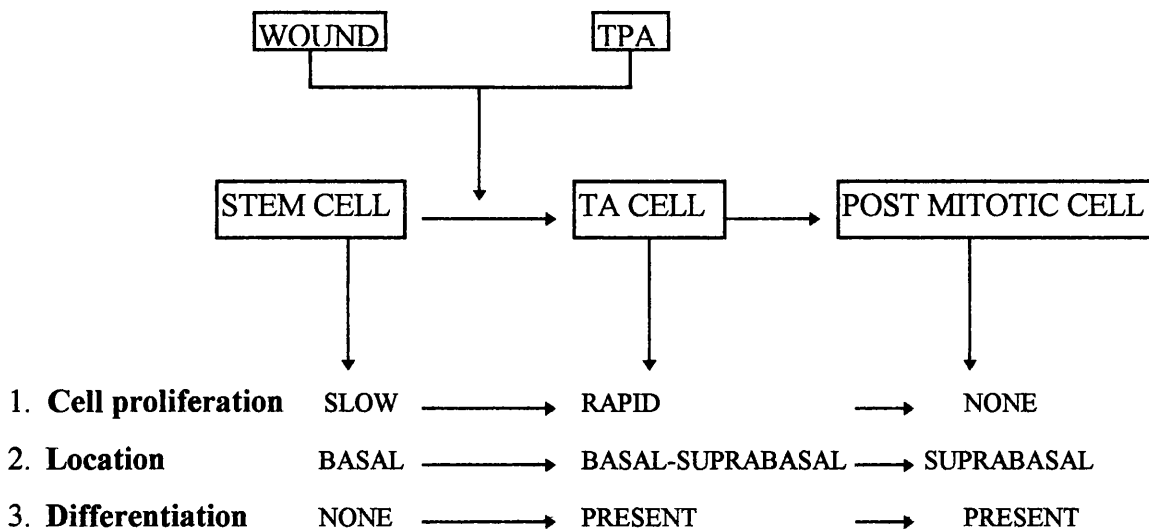 WOUND TPA
STEM CELL TA CELL POST MITOTIC CELL
1. Cell proliferation SLOW RAPID NONE
2. Location BASAL BASAL-SUPRABASAL SUPRABASAL
3. Differentiation NONE PRESENT PRESENT